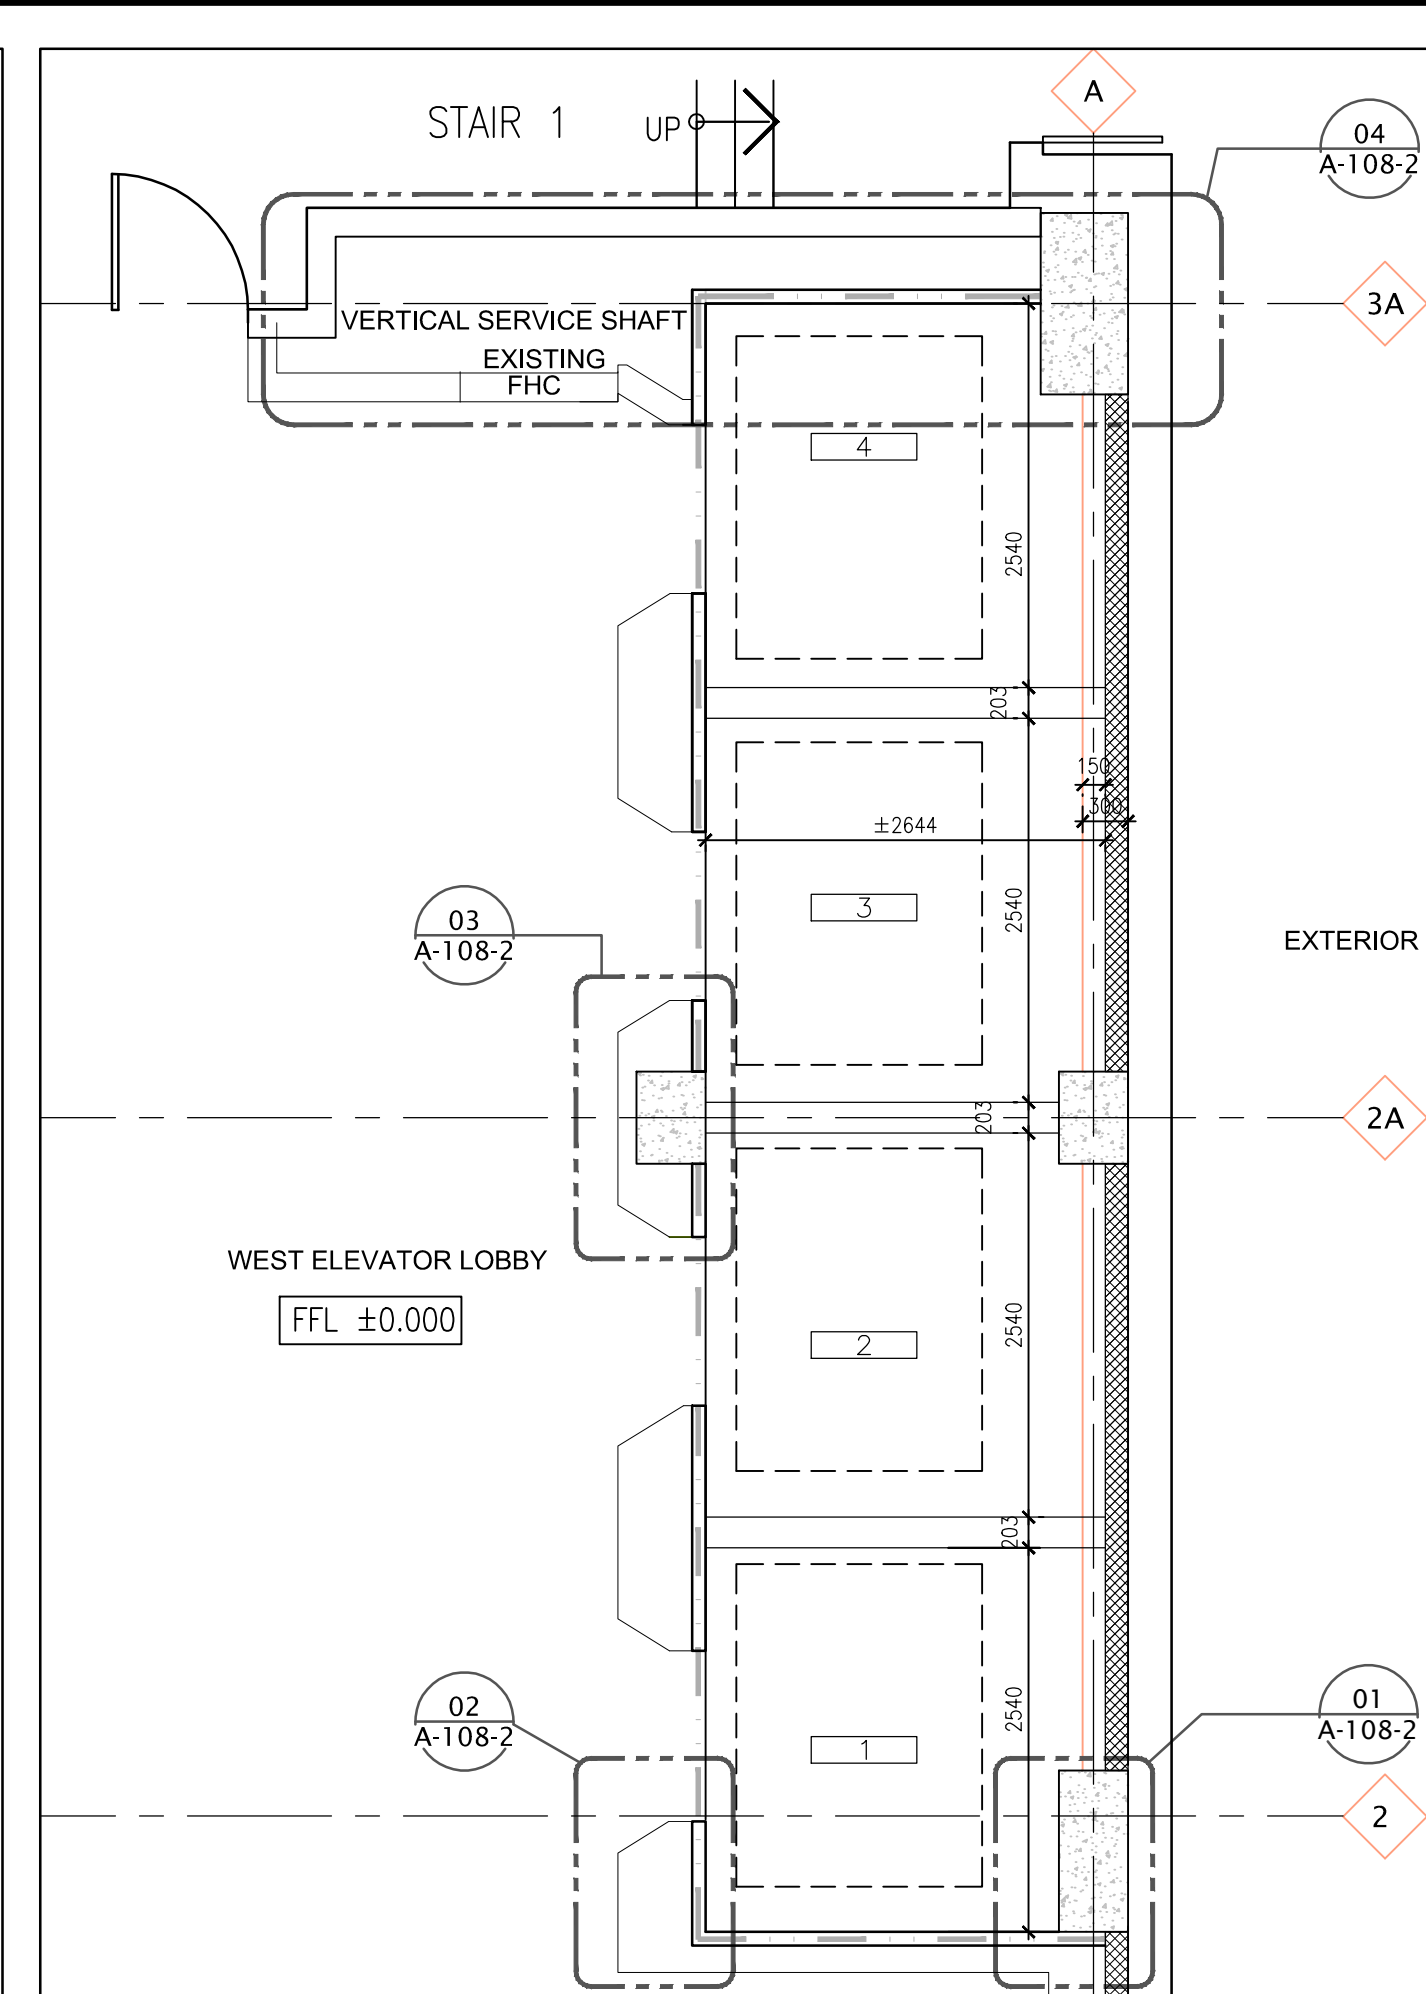 A
STAIR 1
UP
04
A-108-2
3A
VERTICAL SERVICE SHAFT
EXISTING
FHC
4
2540
203
150
300
±2644
3
2540
03
A-108-2
EXTERIOR
203
2A
WEST ELEVATOR LOBBY
FFL ±0.000
2540
2
203
2540
02
A-108-2
01
A-108-2
1
2